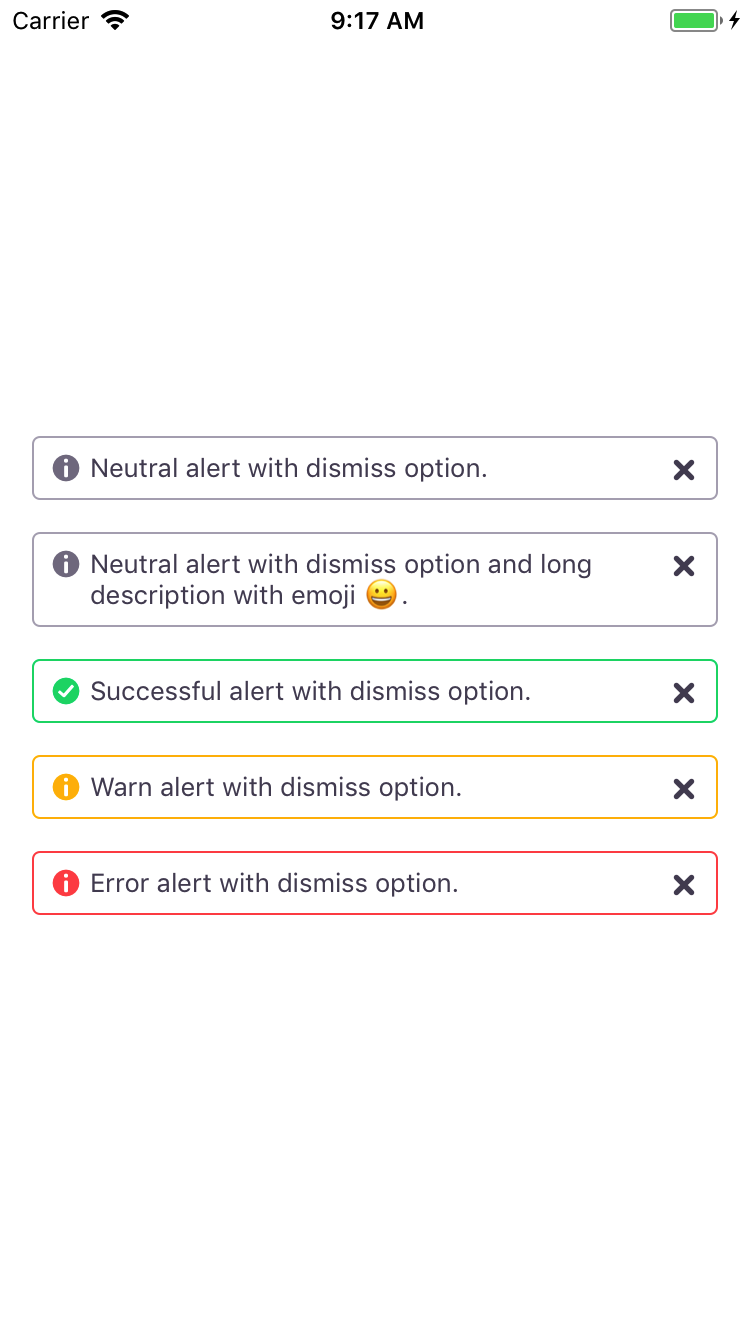 Carrier 9:17 AM
Neutral alert with dismiss option.
Neutral alert with dismiss option and long
description with emoji 😀.
Successful alert with dismiss option.
Warn alert with dismiss option.
Error alert with dismiss option.